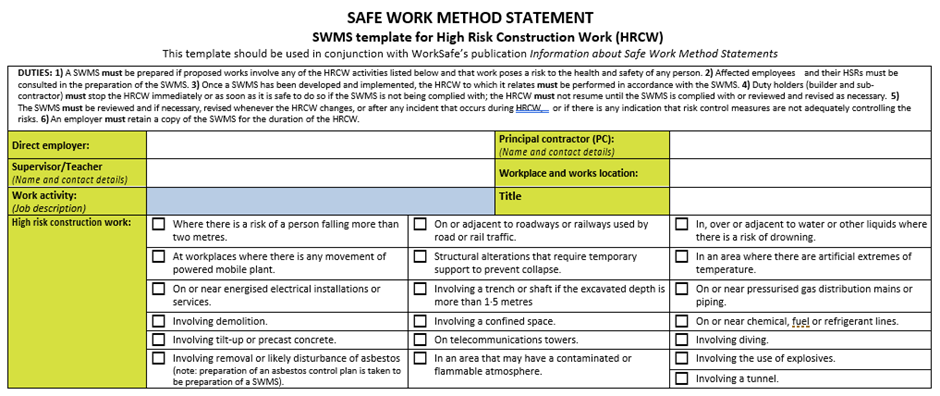 SAFE WORK METHOD STATEMENT
SWMS template for High Risk Construction Work (HRCW)
This template should be used in conjunction with WorkSafe's publication Information about Safe Work Method Statements
DUTIES: 1) A SWMS must be prepared if proposed works involve any of the HRCW activities listed below and that work poses a risk to the health and safety of any person. 2) Affected employees and their HSRs must be
consulted in the preparation of the SWMS. 3) Once a SWMS has been developed and implemented, the HRCW to which it relates must be performed in accordance with the SWMS. 4) Duty holders (builder and sub-
contractor) must stop the HRCW immediately or as soon as it is safe to do so if the SWMS is not being complied with; the HRCW must not resume until the SWMS is complied with or reviewed and revised as necessary. 5)
The SWMS must be reviewed and if necessary, revised whenever the HRCW changes, or after any incident that occurs during HRCW, or if there is any indication that risk control measures are not adequately controlling the
risks. 6) An employer must retain a copy of the SWMS for the duration of the HRCW.
Direct employer:
Principal contractor (PC):
(Name and contact details)
Supervisor/Teacher
(Name and contact details)
Workplace and works location:
Work activity:
(Job description)
Title
High risk construction work:
Where there is a risk of a person falling more than
two metres.
On or adjacent to roadways or railways used by
road or rail traffic.
In, over or adjacent to water or other liquids where
there is a risk of drowning.
At workplaces where there is any movement of
powered mobile plant.
Structural alterations that require temporary
support to prevent collapse.
In an area where there are artificial extremes of
temperature.
On or near energised electrical installations or
services.
Involving a trench or shaft if the excavated depth is
more than 1·5 metres
On or near pressurised gas distribution mains or
piping.
Involving demolition.
Involving a confined space.
On or near chemical, fuel or refrigerant lines.
Involving tilt-up or precast concrete.
On telecommunications towers.
Involving diving.
Involving removal or likely disturbance of asbestos
(note: preparation of an asbestos control plan is taken to
be preparation of a SWMS).
In an area that may have a contaminated or
flammable atmosphere.
Involving the use of explosives.
Involving a tunnel.